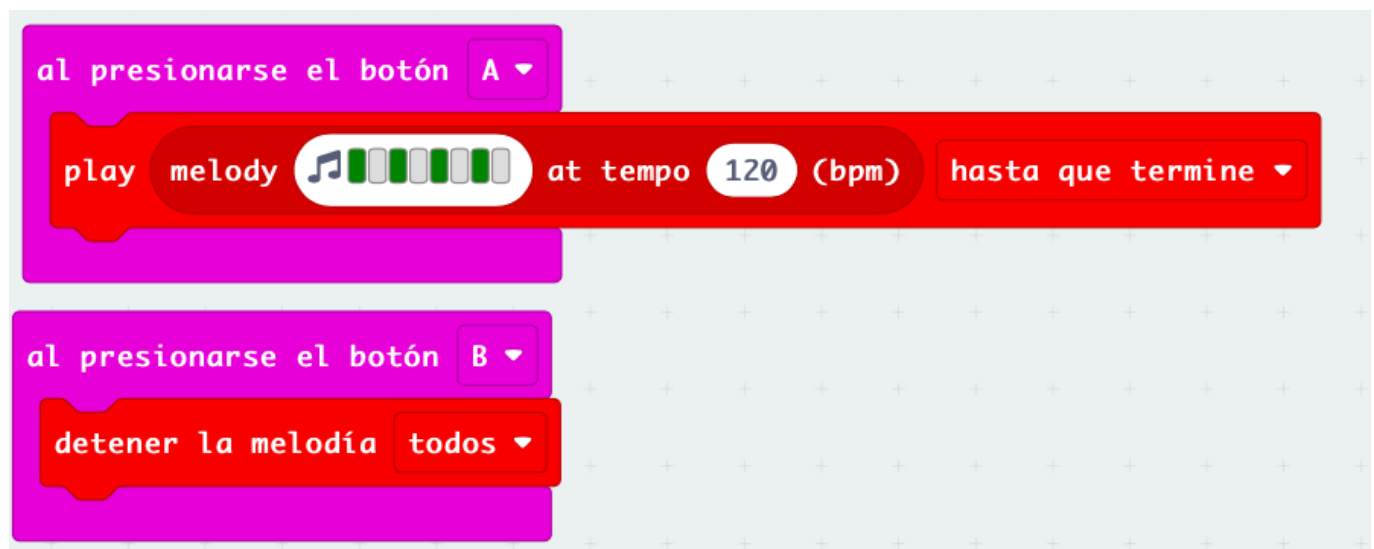 al presionarse el botón A
play melody at tempo 120 (bpm) hasta que termine
al presionarse el botón B
detener la melodía todos